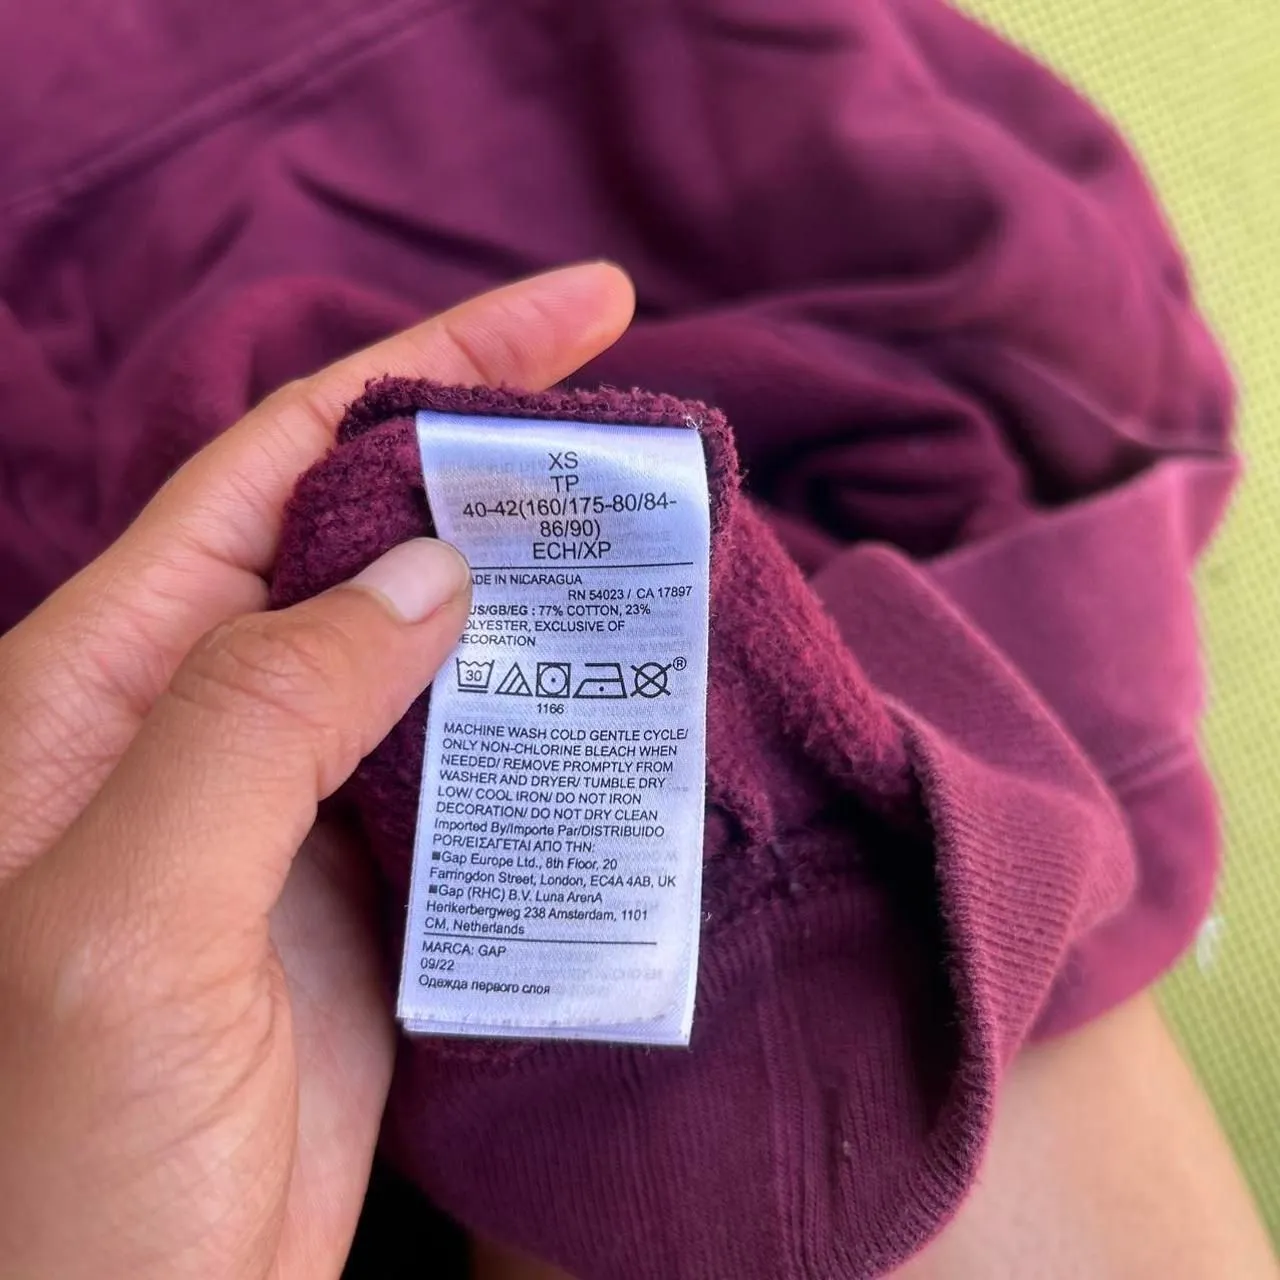 XS
TP
40-42(160/175-80/84-
86/90)
ECH/XP
ADE IN NICARAGUA
RN 54023 / CA 17897
US/GB/EG : 77% COTTON, 23%
OLYESTER, EXCLUSIVE OF
ECORATION
30
®
1166
MACHINE WASH COLD GENTLE CYCLE/
ONLY NON-CHLORINE BLEACH WHEN
NEEDED/ REMOVE PROMPTLY FROM
WASHER AND DRYER/ TUMBLE DRY
LOW/ COOL IRON/ DO NOT IRON
DECORATION/ DO NOT DRY CLEAN
Imported By/Importe Par/DISTRIBUIDO
POR/ΕΙΣΑΓΕΤΑΙ ΑΠΟ ΤΗΝ:
■Gap Europe Ltd., 8th Floor, 20
Farringdon Street, London, EC4A 4AB, UK
■Gap (RHC) B.V. Luna ArenA
Herikerbergweg 238 Amsterdam, 1101
CM, Netherlands
MARCA: GAP
09/22
Одежда первого слоя